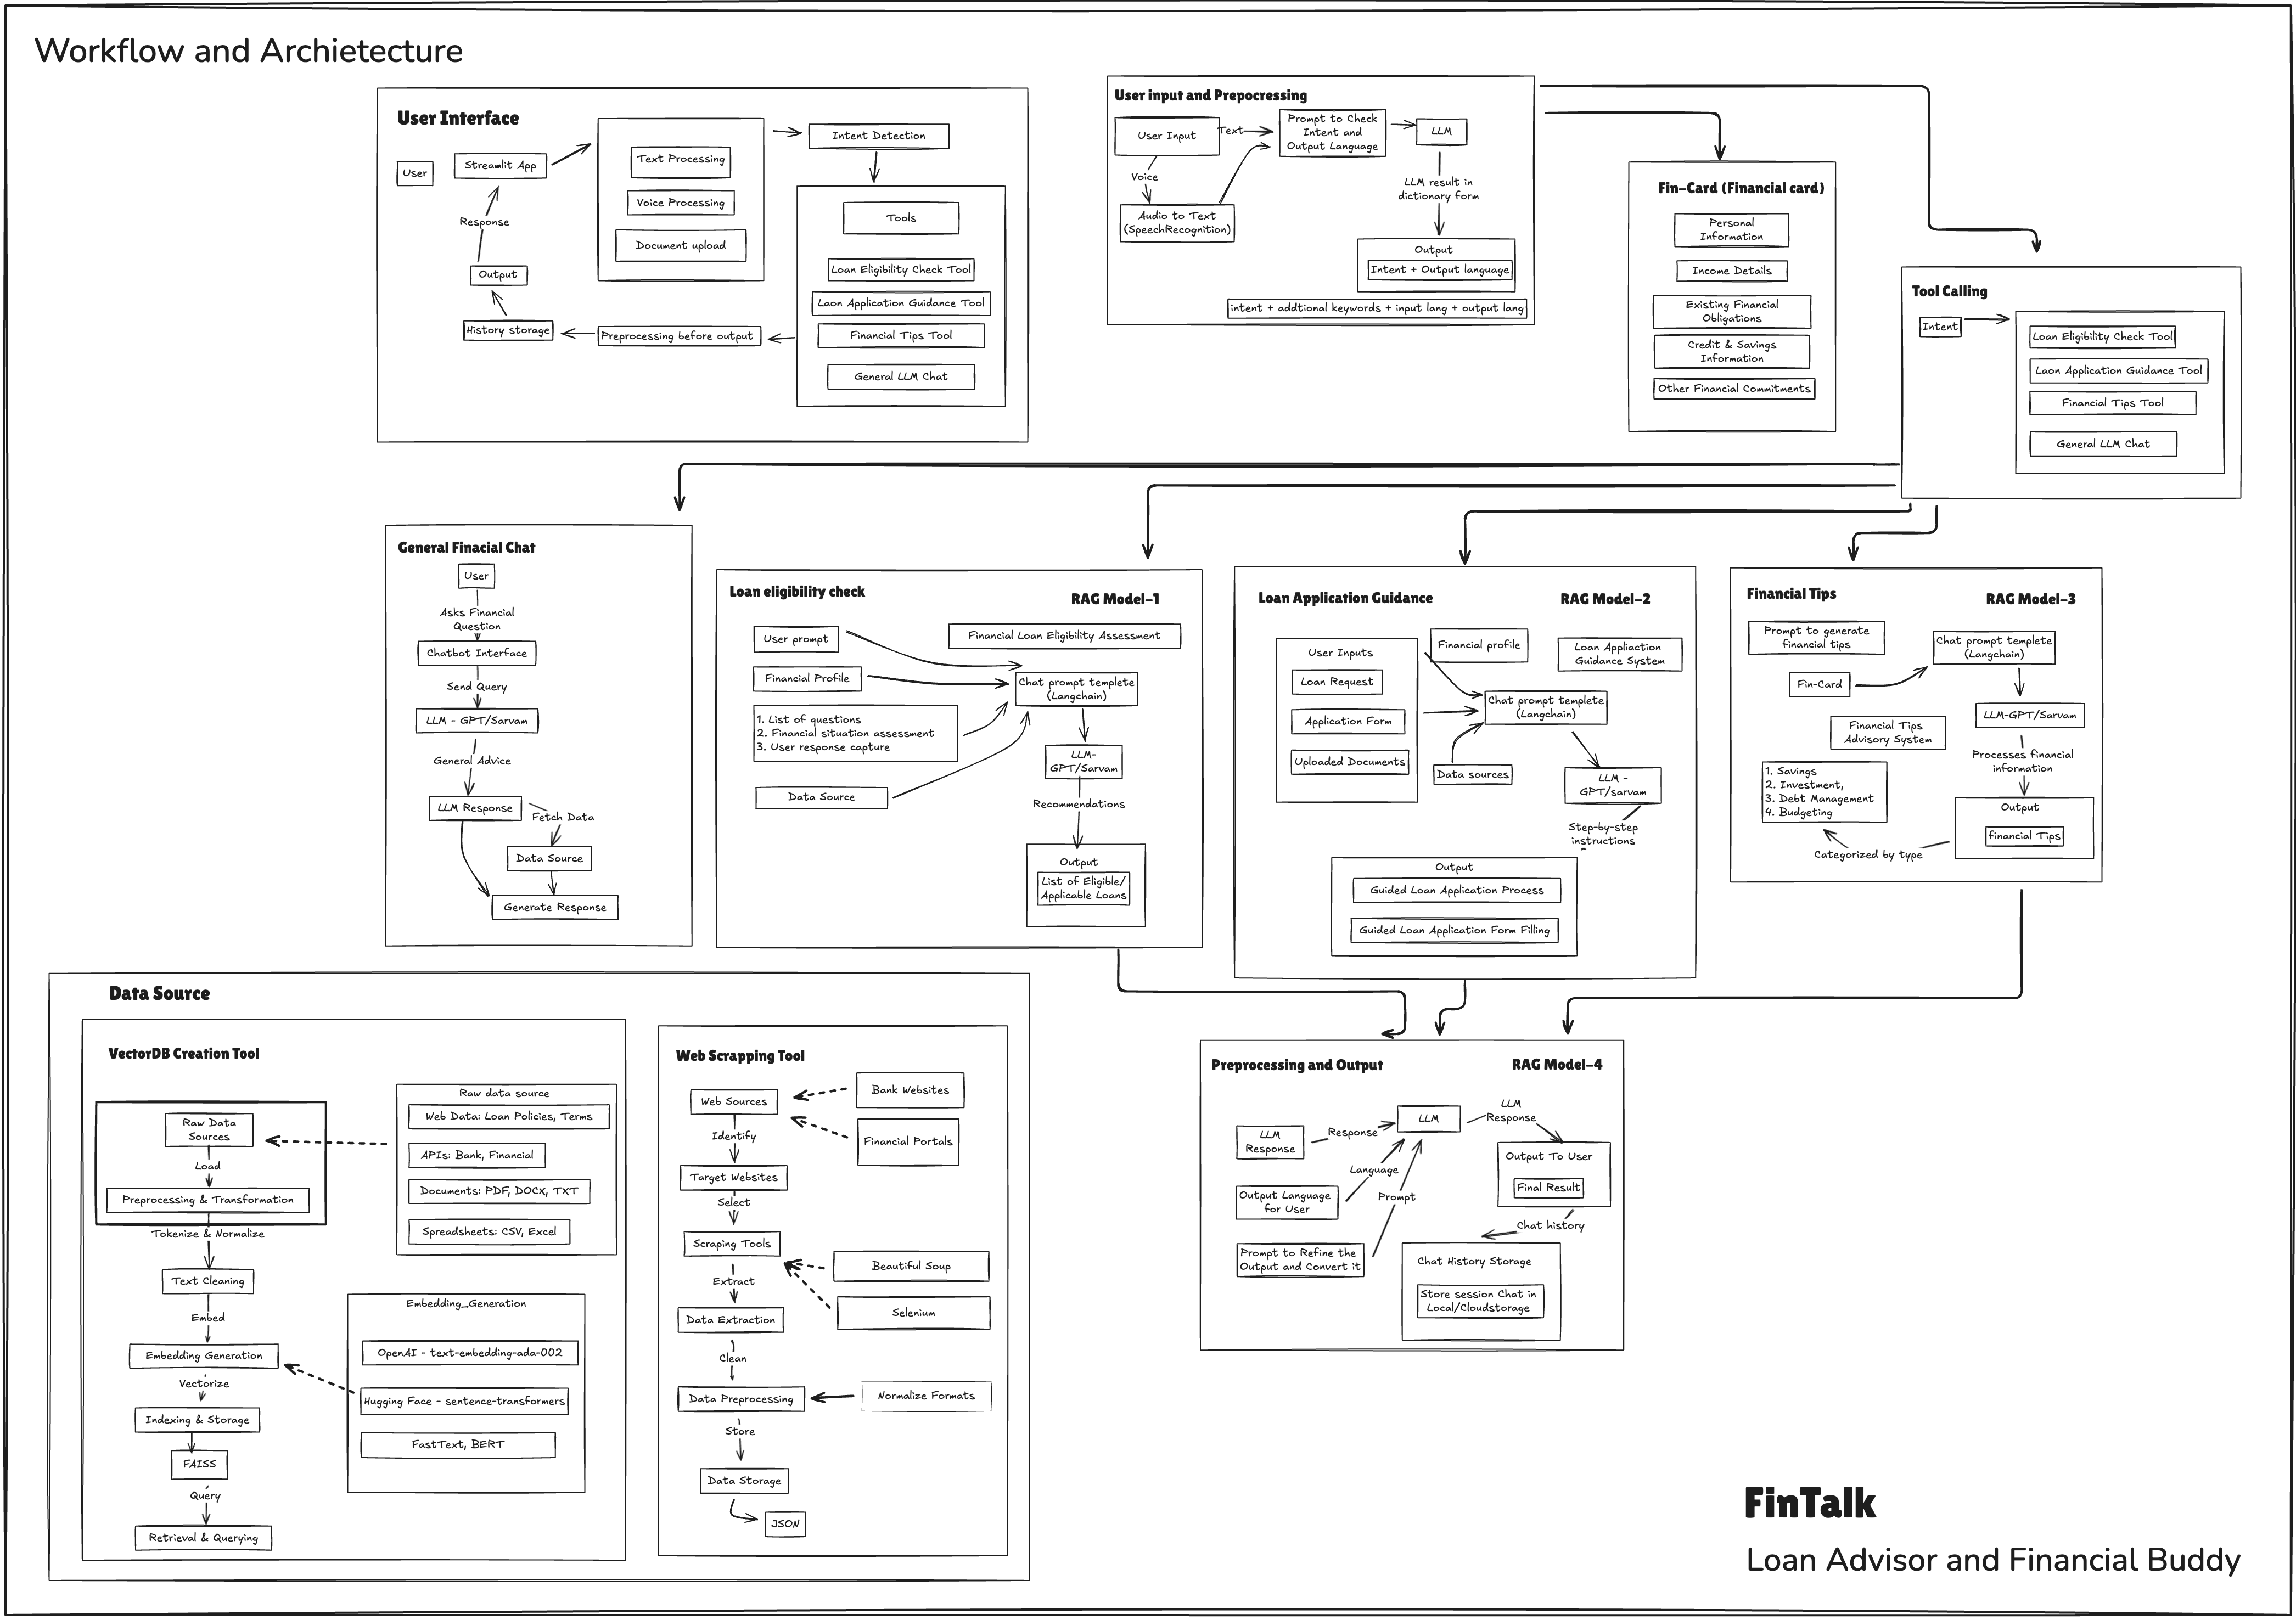 Workflow and Archietecture
User Interface
User
Streamlit App
Response
Output
History storage
Text Processing
Voice Processing
Document upload
Preprocessing before output
Intent Detection
Tools
Loan Eligibility Check Tool
Laon Application Guidance Tool
Financial Tips Tool
General LLM Chat
User input and Prepocressing
User Input
Text
Voice
Audio to Text
(SpeechRecognition)
Prompt to Check
Intent and
Output Language
LLM
LLM result in
dictionary form
Output
Intent + Output language
intent + addtional keywords + input lang + output lang
Fin-Card (Financial card)
Personal
Information
Income Details
Existing Financial
Obligations
Credit & Savings
Information
Other Financial Commitments
Tool Calling
Intent
Loan Eligibility Check Tool
Laon Application Guidance Tool
Financial Tips Tool
General LLM Chat
General Finacial Chat
User
Asks Financial
Question
Chatbot Interface
Send Query
LLM - GPT/Sarvam
General Advice
LLM Response
Fetch Data
Data Source
Generate Response
Loan eligibility check
RAG Model-1
User prompt
Financial Loan Eligibility Assessment
Financial Profile
Chat prompt templete
(Langchain)
1. List of questions
2. Financial situation assessment
3. User response capture
Data Source
LLM-
GPT/Sarvam
Recommendations
Output
List of Eligible/
Applicable Loans
Loan Application Guidance
RAG Model-2
User Inputs
Loan Request
Application Form
Uploaded Documents
Financial profile
Loan Appliaction
Guidance System
Chat prompt templete
(Langchain)
Data sources
LLM -
GPT/sarvam
Step-by-step
instructions
Output
Guided Loan Application Process
Guided Loan Application Form Filling
Financial Tips
RAG Model-3
Prompt to generate
financial tips
Chat prompt templete
(Langchain)
Fin-Card
LLM-GPT/Sarvam
Financial Tips
Advisory System
Processes financial
information
1. Savings
2. Investment,
3. Debt Management
4. Budgeting
Output
financial Tips
Categorized by type
Data Source
VectorDB Creation Tool
Raw Data
Sources
Load
Preprocessing & Transformation
Tokenize & Normalize
Text Cleaning
Embed
Embedding Generation
Vectorize
Indexing & Storage
FAISS
Query
Retrieval & Querying
Raw data source
Web Data: Loan Policies, Terms
APIs: Bank, Financial
Documents: PDF, DOCX, TXT
Spreadsheets: CSV, Excel
Embedding_Generation
OpenAI - text-embedding-ada-002
Hugging Face - sentence-transformers
FastText, BERT
Web Scrapping Tool
Web Sources
Identify
Target Websites
Select
Scraping Tools
Extract
Data Extraction
Clean
Data Preprocessing
Store
Data Storage
JSON
Bank Websites
Financial Portals
Beautiful Soup
Selenium
Normalize Formats
Preprocessing and Output
RAG Model-4
LLM
Response
Response
LLM
LLM
Response
Language
Output Language
for User
Prompt
Prompt to Refine the
Output and Convert it
Output To User
Final Result
Chat history
Chat History Storage
Store session Chat in
Local/Cloudstorage
FinTalk
Loan Advisor and Financial Buddy